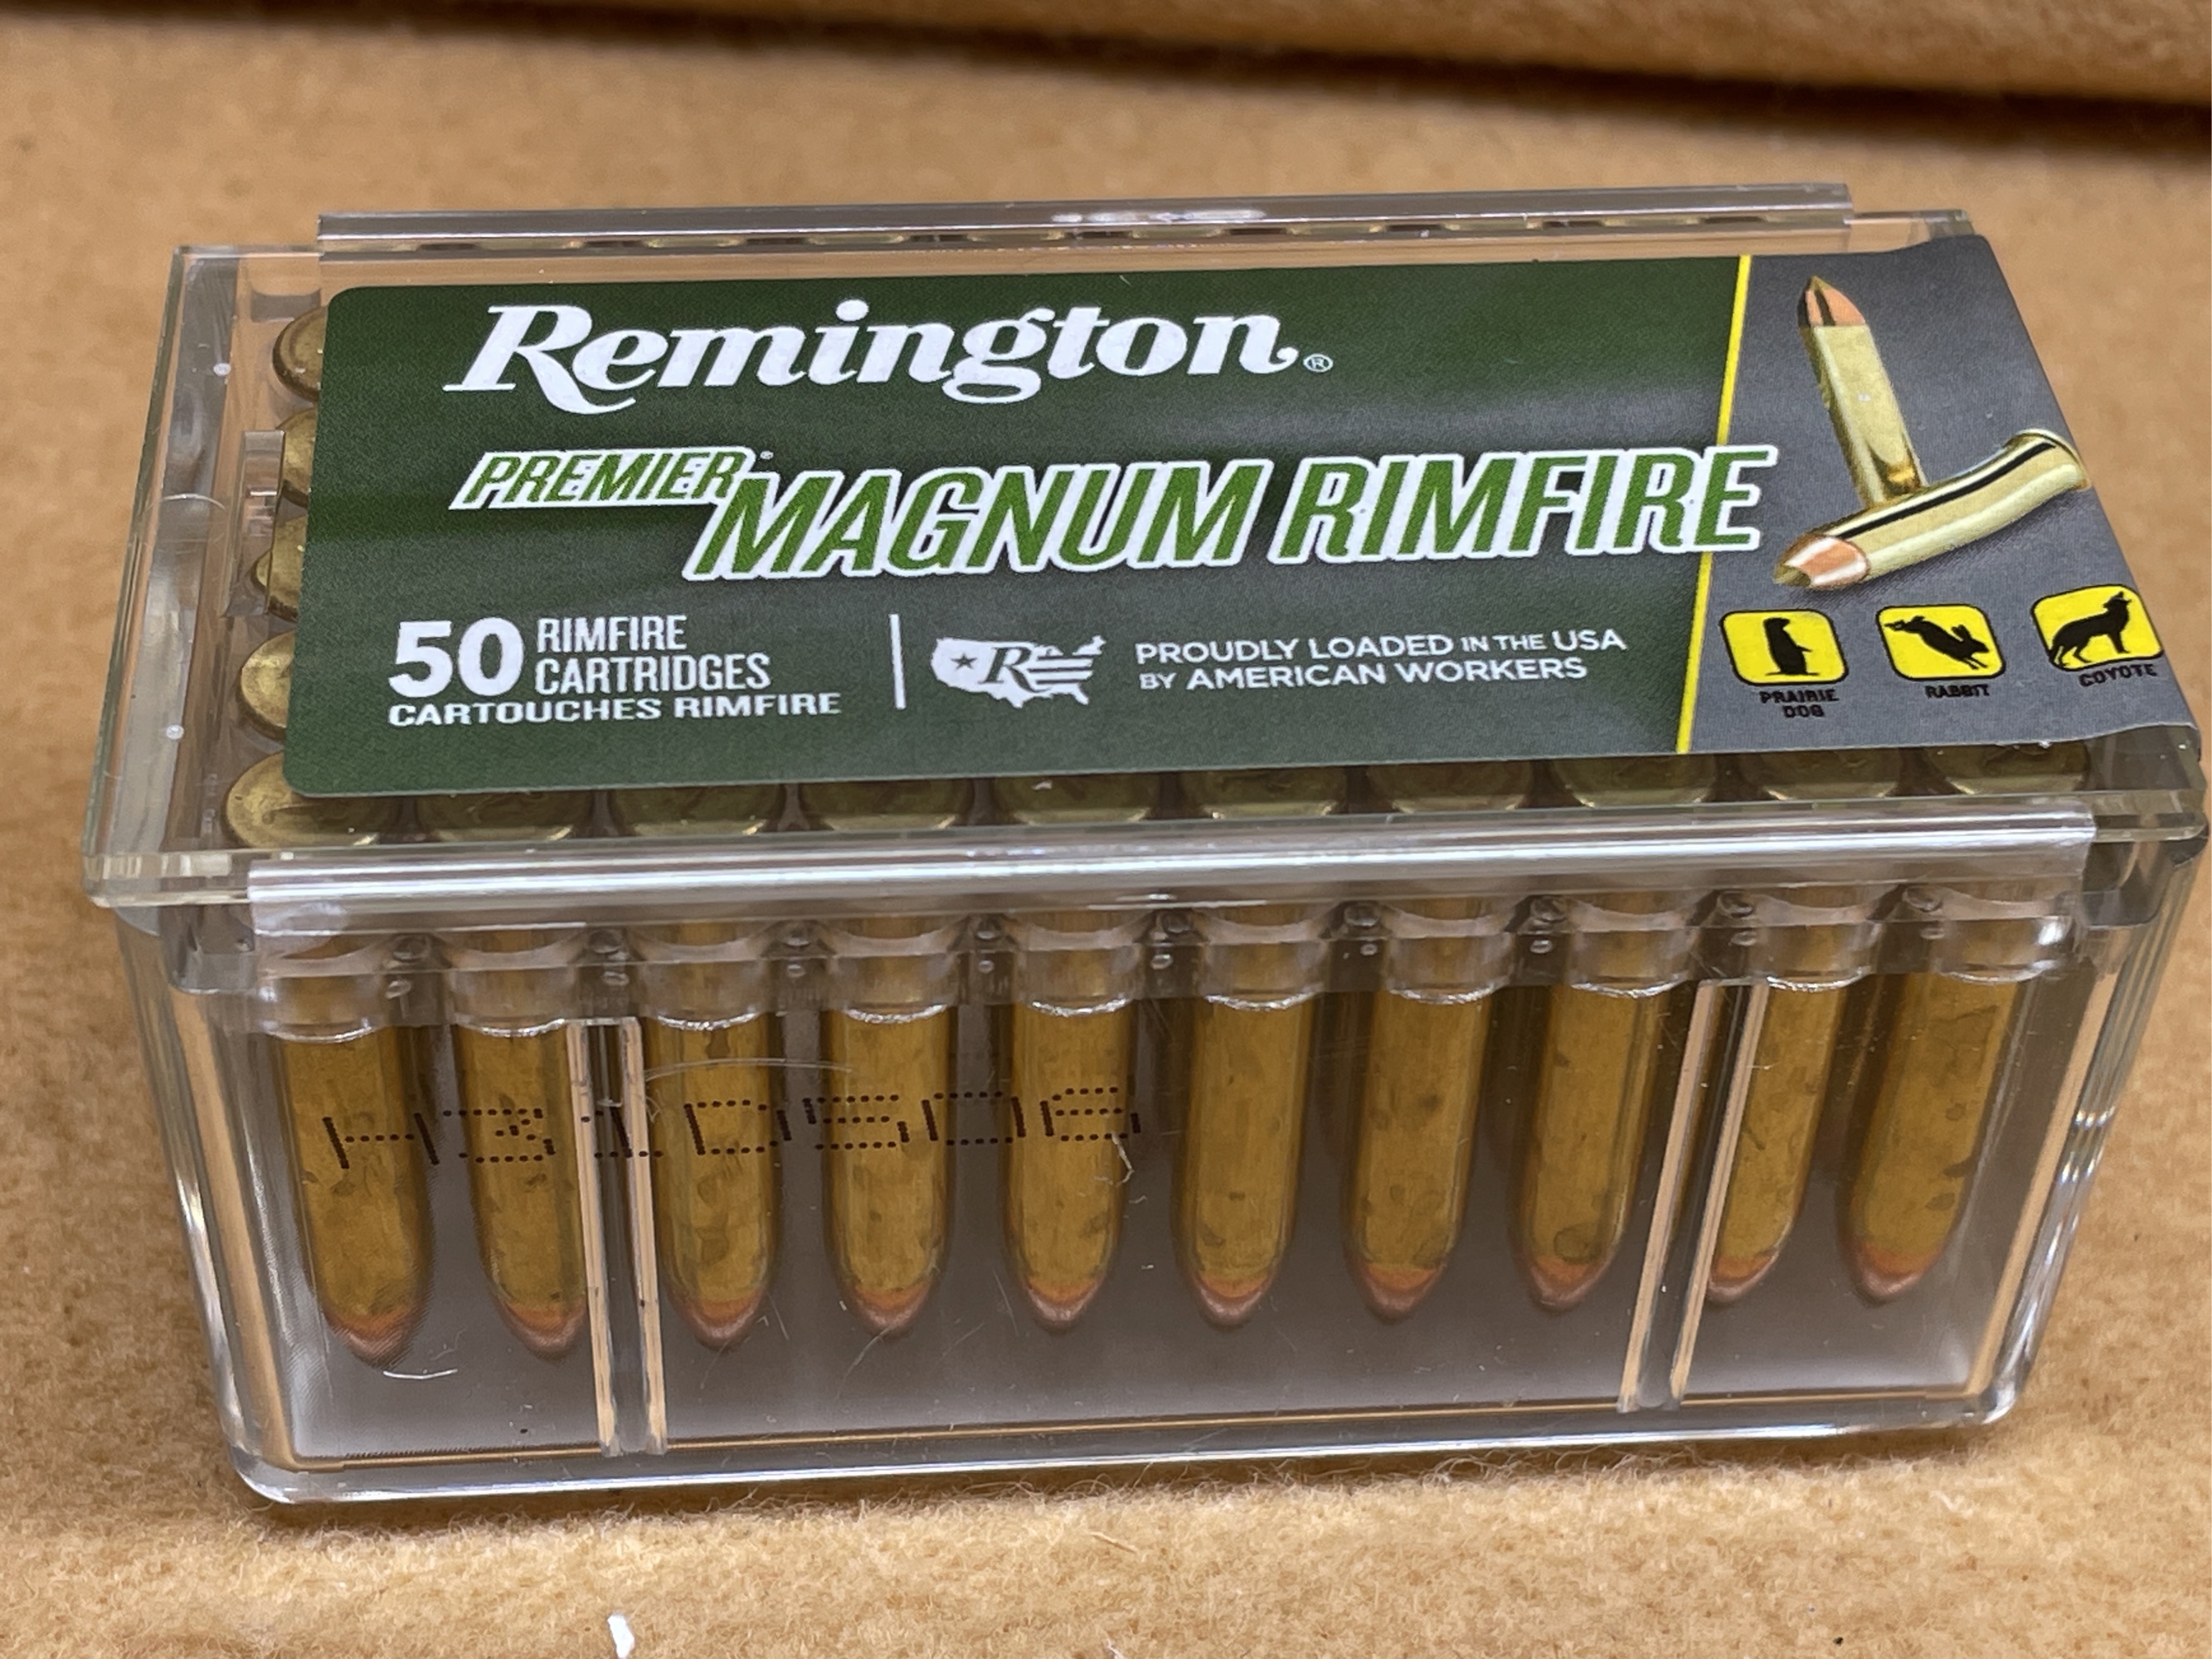 Remington®
PREMIER® MAGNUM RIMFIRE
50 RIMFIRE
CARTRIDGES
CARTOUCHES RIMFIRE
R
PROUDLY LOADED IN THE USA
BY AMERICAN WORKERS
PRAIRIE
DOG
RABBIT
COYOTE
H31D506